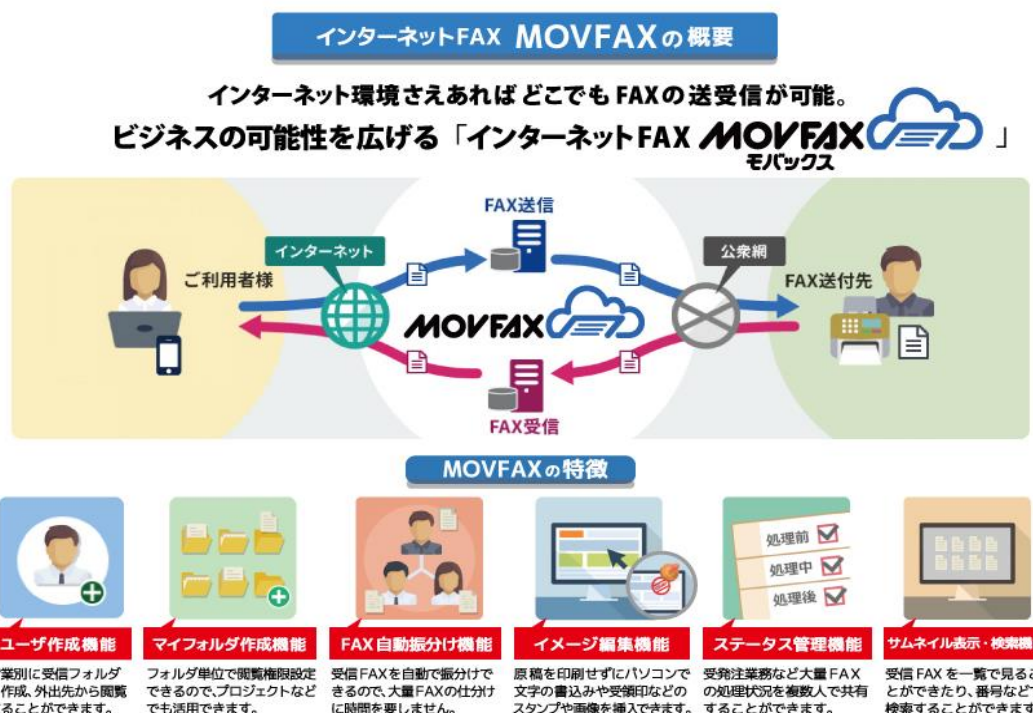 インターネットFAX MOVFAXの概要
インターネット環境さえあれば どこでも FAXの送受信が可能。
ビジネスの可能性を広げる「インターネット FAX MOVFAX」
モバックス
FAX送信
インターネット
公衆網
ご利用者様
FAX送付先
MOVFAX
FAX受信
MOVFAXの特徴
処理前
処理中
処理後
ユーザ作成機能
業別に受信フォルダ
作成、外出先から閲覧
ることができます。
マイフォルダ作成機能
フォルダ単位で閲覧権限設定
できるので、プロジェクトなど
でも活用できます。
FAX自動振分け機能
受信FAXを自動で振分けで
きるので、大量FAXの仕分け
に時間を要しません。
イメージ編集機能
原稿を印刷せずにパソコンで
文字の書込みや受領印などの
スタンプや画像を挿入できます。
ステータス管理機能
受発注業務など大量FAX
の処理状況を複数人で共有
することができます。
サムネイル表示・検索機
受信 FAX を一覧で見るこ
とができたり、番号などで
検索することができます